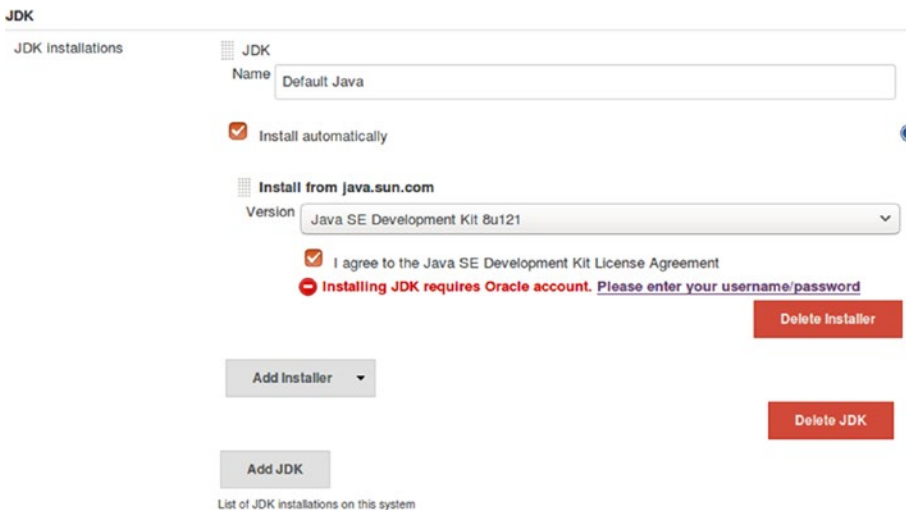 JDK
JDK installations
JDK
Name
Default Java
Install automatically
Install from java.sun.com
Version
Java SE Development Kit 8u121
I agree to the Java SE Development Kit License Agreement
Installing JDK requires Oracle account. Please enter your username/password
Delete Installer
Add Installer
Delete JDK
Add JDK
List of JDK installations on this system